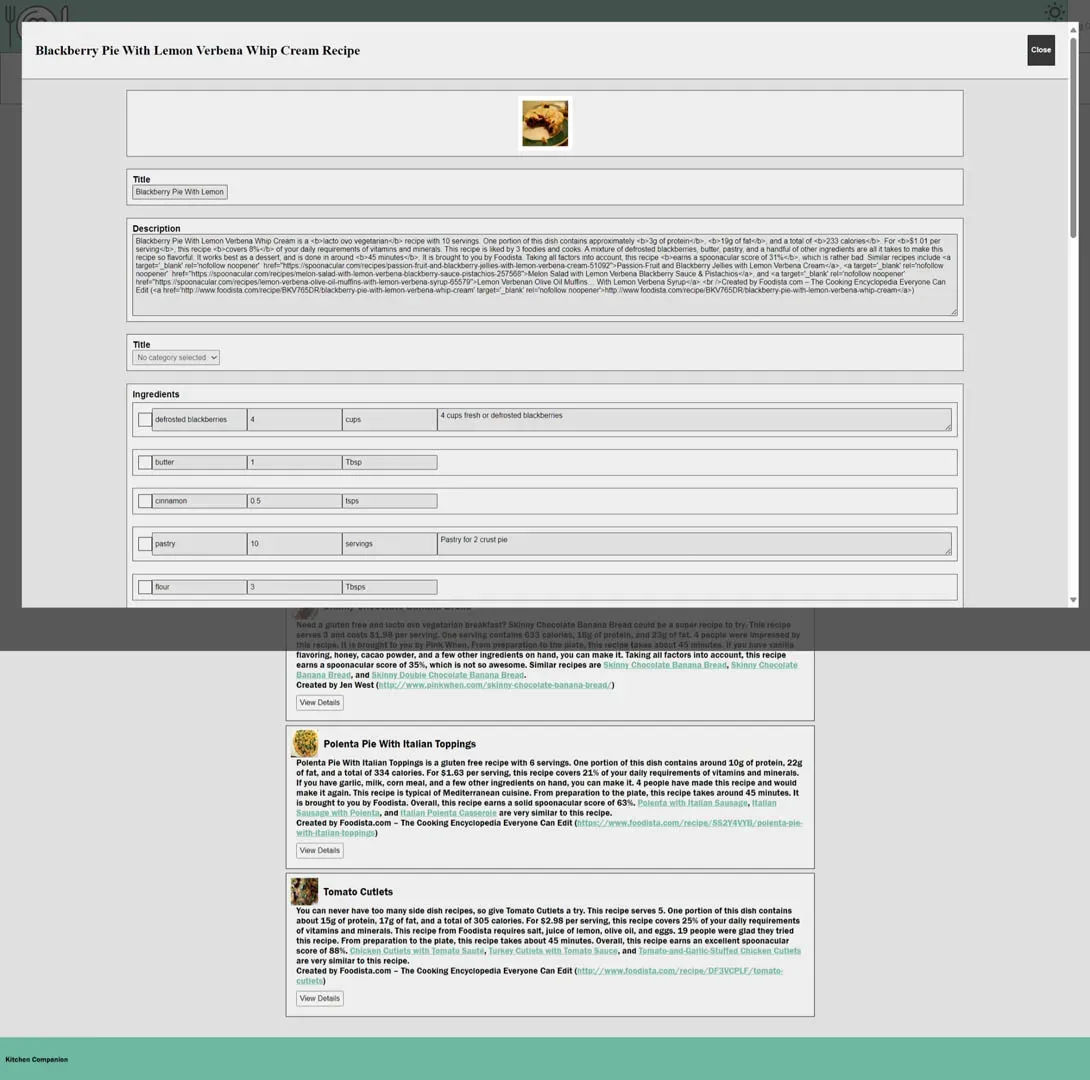 Blackberry Pie With Lemon Verbena Whip Cream Recipe
Close
Title
Blackberry Pie With Lemon
Description
Blackberry Pie With Lemon Verbena Whip Cream is a <b>lacto ovo vegetarian</b> recipe with 10 servings. One portion of this dish contains approximately <b>3g of protein</b>, <b>19g of fat</b>, and a total of <b>233 calories</b>. For <b>$1.01 per
serving</b>, this recipe <b>covers 8%</b> of your daily requirements of vitamins and minerals. This recipe is liked by 3 foodies and cooks. A mixture of defrosted blackberries, butter, pastry, and a handful of other ingredients are all it takes to make this
recipe so flavorful. It works best as a dessert, and is done in around <b>45 minutes</b>. It is brought to you by Foodista. Taking all factors into account, this recipe <b>earns a spoonacular score of 31%</b>, which is rather bad. Similar recipes include <a
target='_blank' rel='nofollow noopener' href="https://spoonacular.com/recipes/passion-fruit-and-blackberry-jellies-with-lemon-verbena-cream-51092">Passion-Fruit and Blackberry Jellies with Lemon Verbena Cream</a>, <a target='_blank' rel='nofollow
noopener' href="https://spoonacular.com/recipes/melon-salad-with-lemon-verbena-blackberry-sauce-pistachios-257568">Melon Salad with Lemon Verbena Blackberry Sauce & Pistachios</a>, and <a target='_blank' rel='nofollow noopener'
href="https://spoonacular.com/recipes/lemon-verbena-olive-oil-muffins-with-lemon-verbena-syrup-65579">Lemon Verbenan Olive Oil Muffins... With Lemon Verbena Syrup</a> <br />Created by Foodista.com – The Cooking Encyclopedia Everyone Can
Edit (<a href='http://www.foodista.com/recipe/BKV765DR/blackberry-pie-with-lemon-verbena-whip-cream' target='_blank' rel='nofollow noopener'>http://www.foodista.com/recipe/BKV765DR/blackberry-pie-with-lemon-verbena-whip-cream</a>)
Title
No category selected
Ingredients
defrosted blackberries 4 cups 4 cups fresh or defrosted blackberries
butter 1 Tbsp
cinnamon 0.5 tsps
pastry 10 servings Pastry for 2 crust pie
flour 3 Tbsps
Skinny Chocolate Banana Bread
Need a gluten free and lacto ovo vegetarian breakfast? Skinny Chocolate Banana Bread could be a super recipe to try. This recipe
serves 3 and costs $1.98 per serving. One serving contains 633 calories, 18g of protein, and 23g of fat. 4 people were impressed by
this recipe. It is brought to you by Pink When. From preparation to the plate, this recipe takes about 45 minutes. If you have vanilla
flavoring, honey, cacao powder, and a few other ingredients on hand, you can make it. Taking all factors into account, this recipe
earns a spoonacular score of 35%, which is not so awesome. Similar recipes are Skinny Chocolate Banana Bread, Skinny Chocolate
Banana Bread, and Skinny Double Chocolate Banana Bread.
Created by Jen West (http://www.pinkwhen.com/skinny-chocolate-banana-bread/)
View Details
Polenta Pie With Italian Toppings
Polenta Pie With Italian Toppings is a gluten free recipe with 6 servings. One portion of this dish contains around 10g of protein, 22g
of fat, and a total of 334 calories. For $1.63 per serving, this recipe covers 21% of your daily requirements of vitamins and minerals.
If you have garlic, milk, corn meal, and a few other ingredients on hand, you can make it. 4 people have made this recipe and would
make it again. This recipe is typical of Mediterranean cuisine. From preparation to the plate, this recipe takes around 45 minutes. It
is brought to you by Foodista. Overall, this recipe earns a solid spoonacular score of 63%. Polenta with Italian Sausage, Italian
Sausage with Polenta, and Italian Polenta Casserole are very similar to this recipe.
Created by Foodista.com – The Cooking Encyclopedia Everyone Can Edit (https://www.foodista.com/recipe/SS2Y4VYB/polenta-pie-
with-italian-toppings)
View Details
Tomato Cutlets
You can never have too many side dish recipes, so give Tomato Cutlets a try. This recipe serves 5. One portion of this dish contains
about 15g of protein, 17g of fat, and a total of 305 calories. For $2.98 per serving, this recipe covers 25% of your daily requirements
of vitamins and minerals. This recipe from Foodista requires salt, juice of lemon, olive oil, and eggs. 19 people were glad they tried
this recipe. From preparation to the plate, this recipe takes about 45 minutes. Overall, this recipe earns an excellent spoonacular
score of 88%. Chicken Cutlets with Tomato Sauté, Turkey Cutlets with Tomato Sauce, and Tomato-and-Garlic-Stuffed Chicken Cutlets
are very similar to this recipe.
Created by Foodista.com – The Cooking Encyclopedia Everyone Can Edit (http://www.foodista.com/recipe/DF3VCPLF/tomato-
cutlets)
View Details
Kitchen Companion